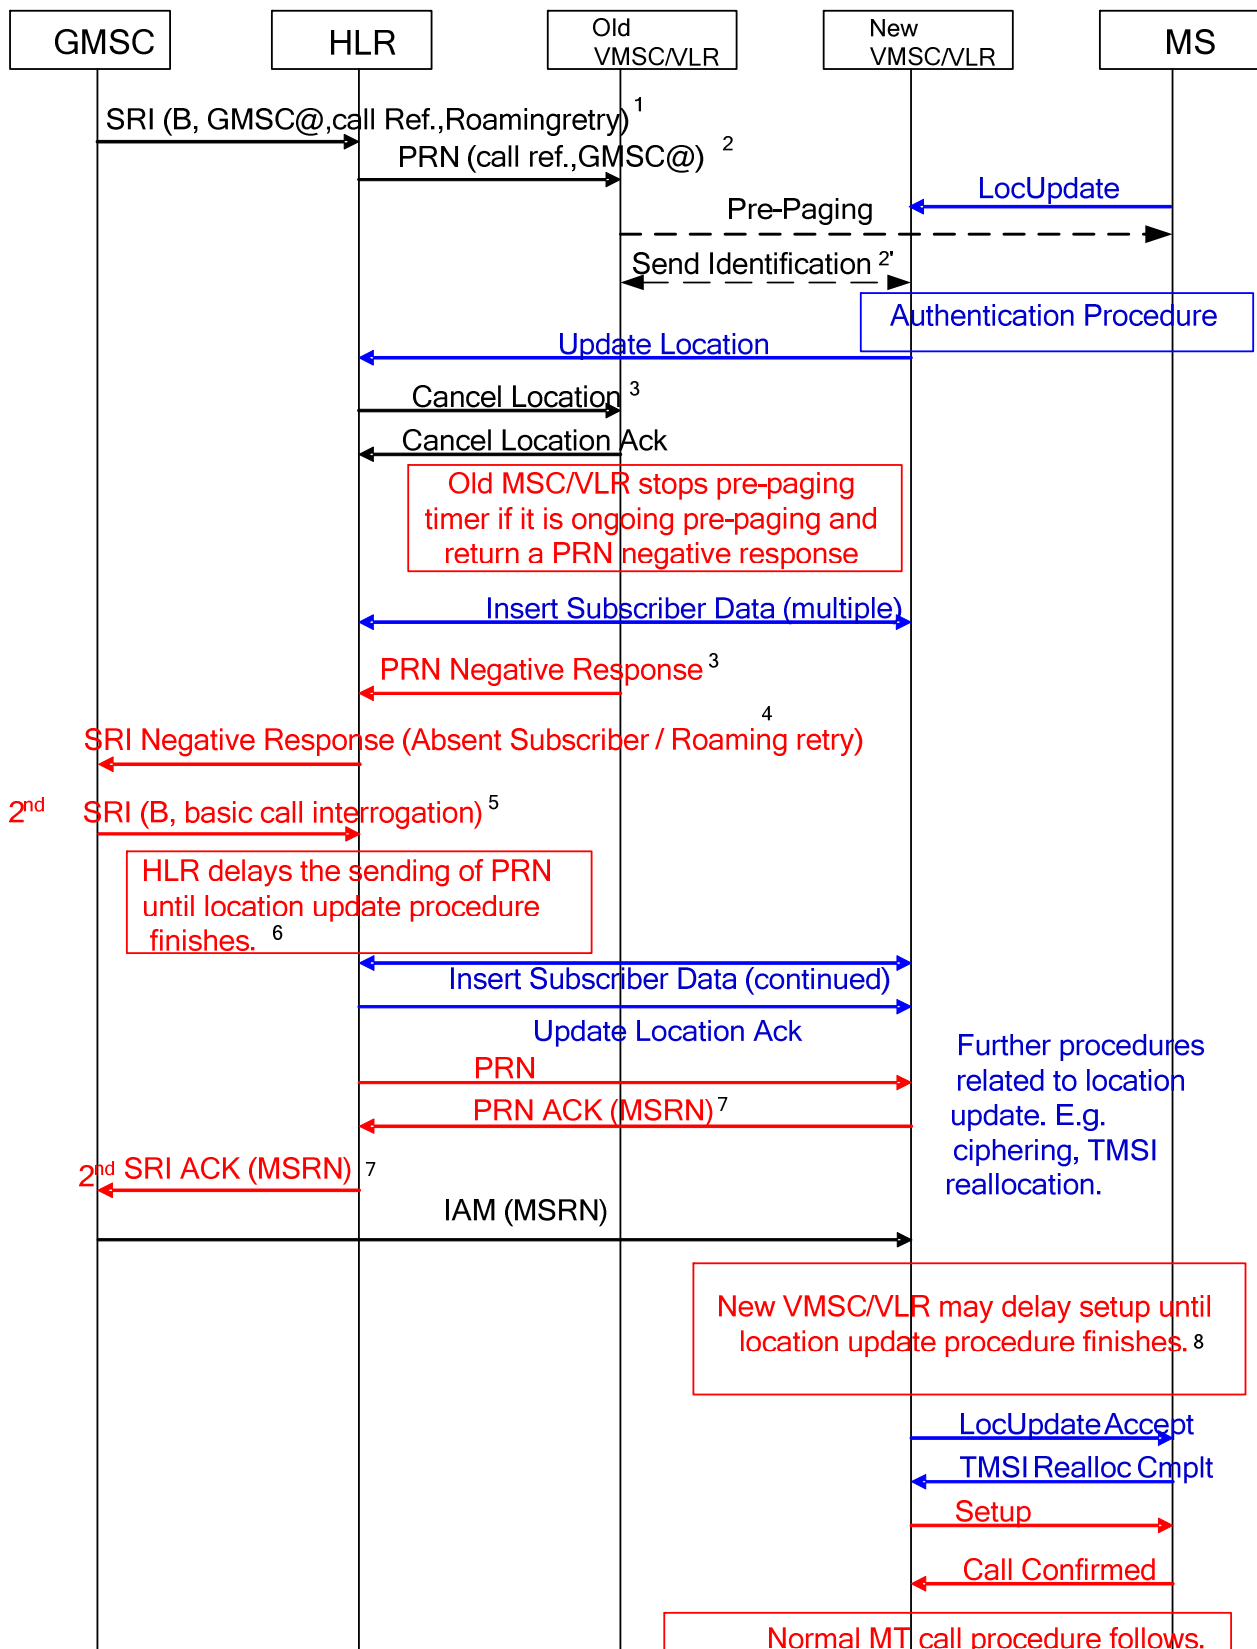 GMSC
HLR
Old
VMSC/VLR
New
VMSC/VLR
MS
SRI (B, GMSC@,call Ref.,Roamingretry) 1
PRN (call ref.,GMSC@) 2
LocUpdate
Pre-Paging
Send Identification 2'
Authentication Procedure
Update Location
Cancel Location 3
Cancel Location Ack
Old MSC/VLR stops pre-paging
timer if it is ongoing pre-paging and
return a PRN negative response
Insert Subscriber Data (multiple)
PRN Negative Response 3
SRI Negative Response (Absent Subscriber / Roaming retry) 4
2nd SRI (B, basic call interrogation) 5
HLR delays the sending of PRN
until location update procedure
finishes. 6
Insert Subscriber Data (continued)
Update Location Ack
Further procedures
related to location
update. E.g.
ciphering, TMSI
reallocation.
PRN
PRN ACK (MSRN) 7
2nd SRI ACK (MSRN) 7
IAM (MSRN)
New VMSC/VLR may delay setup until
location update procedure finishes. 8
LocUpdate Accept
TMSI Realloc Cmplt
Setup
Call Confirmed
Normal MT call procedure follows.